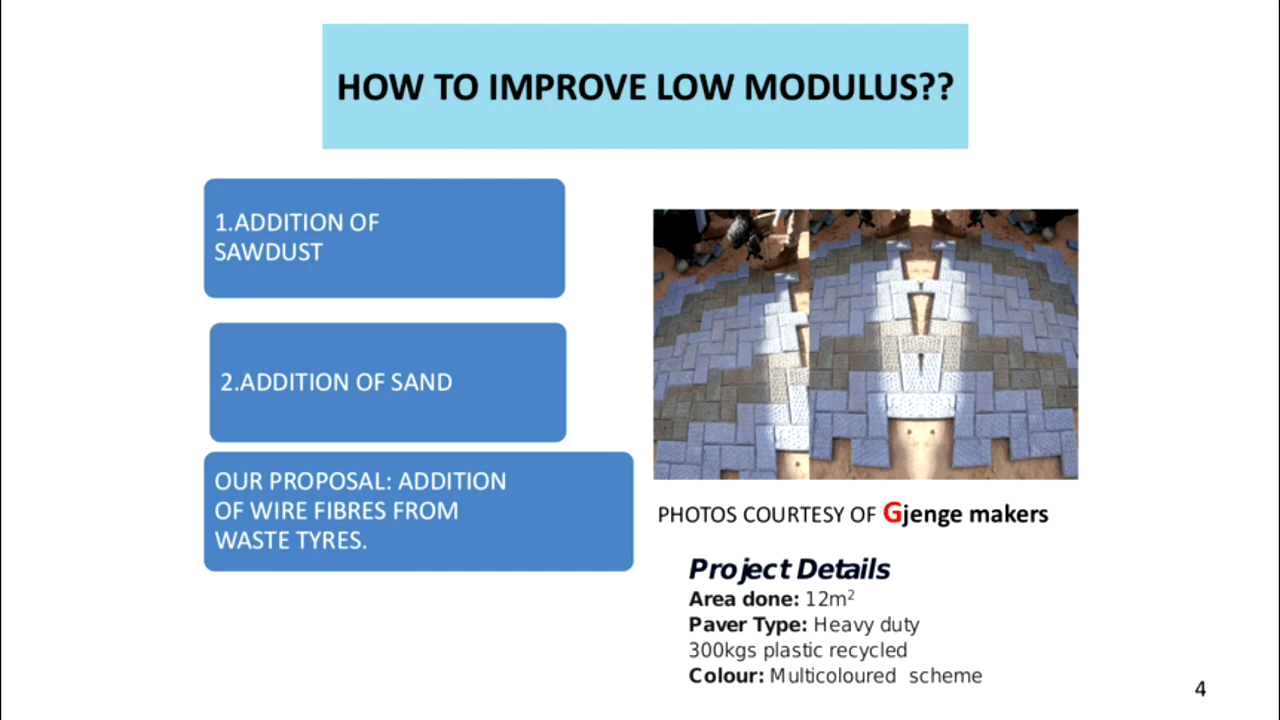 HOW TO IMPROVE LOW MODULUS??
1.ADDITION OF
SAWDUST
2.ADDITION OF SAND
OUR PROPOSAL: ADDITION
OF WIRE FIBRES FROM
WASTE TYRES.
PHOTOS COURTESY OF Gjenge makers
Project Details
Area done: 12m²
Paver Type: Heavy duty
300kgs plastic recycled
Colour: Multicoloured scheme
4